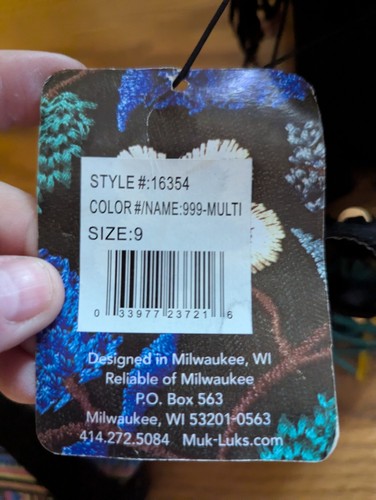 STYLE #:16354
COLOR #/NAME:999-MULTI
SIZE:9
0 33977 23721 6
Designed in Milwaukee, WI
Reliable of Milwaukee
P.O. Box 563
Milwaukee, WI 53201-0563
414.272.5084 Muk-Luks.com